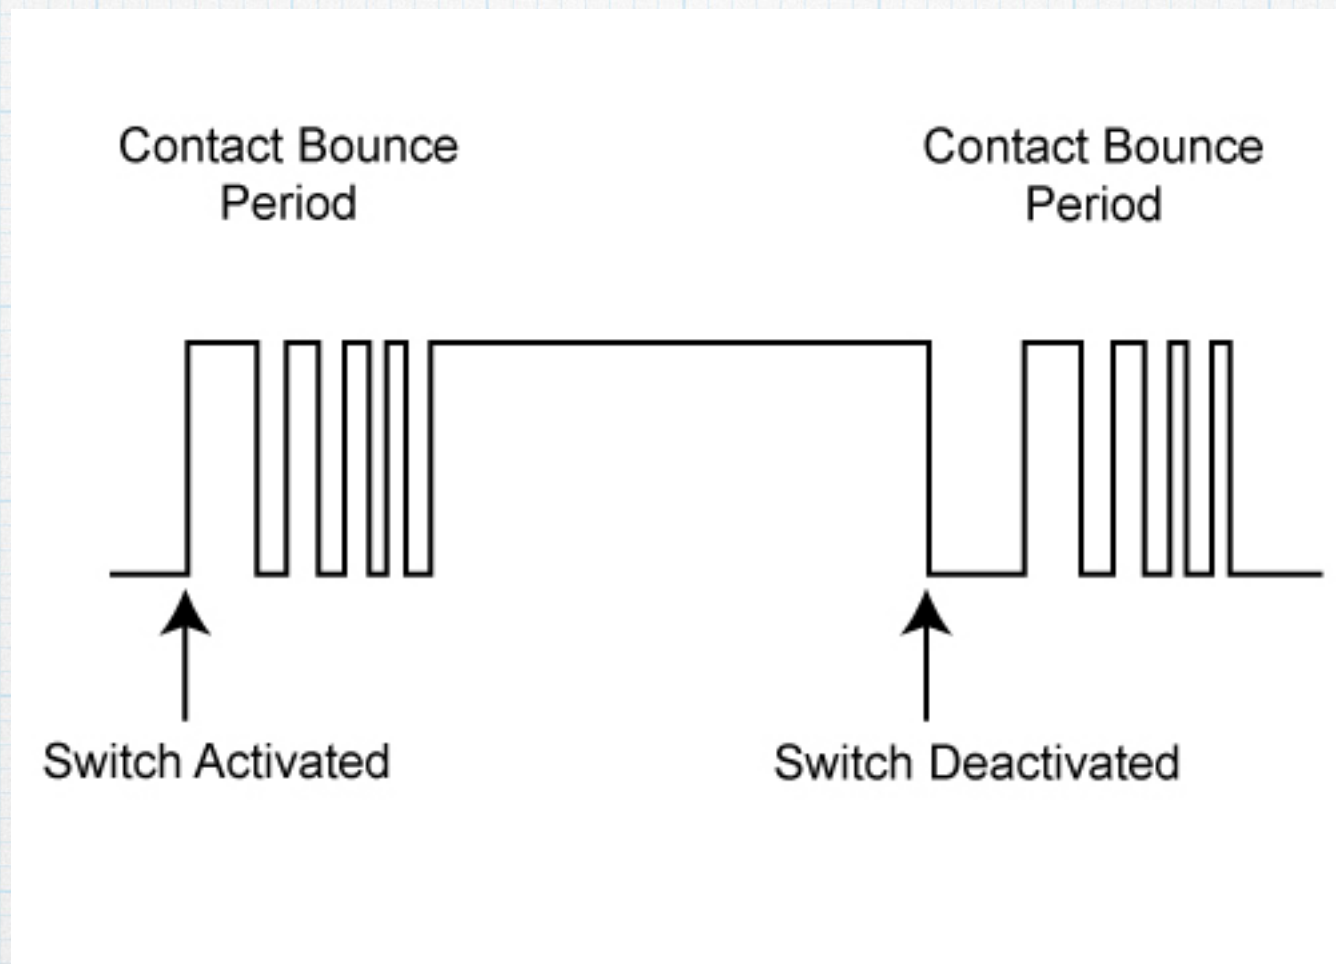 Contact Bounce
Period
Contact Bounce
Period
Switch Activated
Switch Deactivated